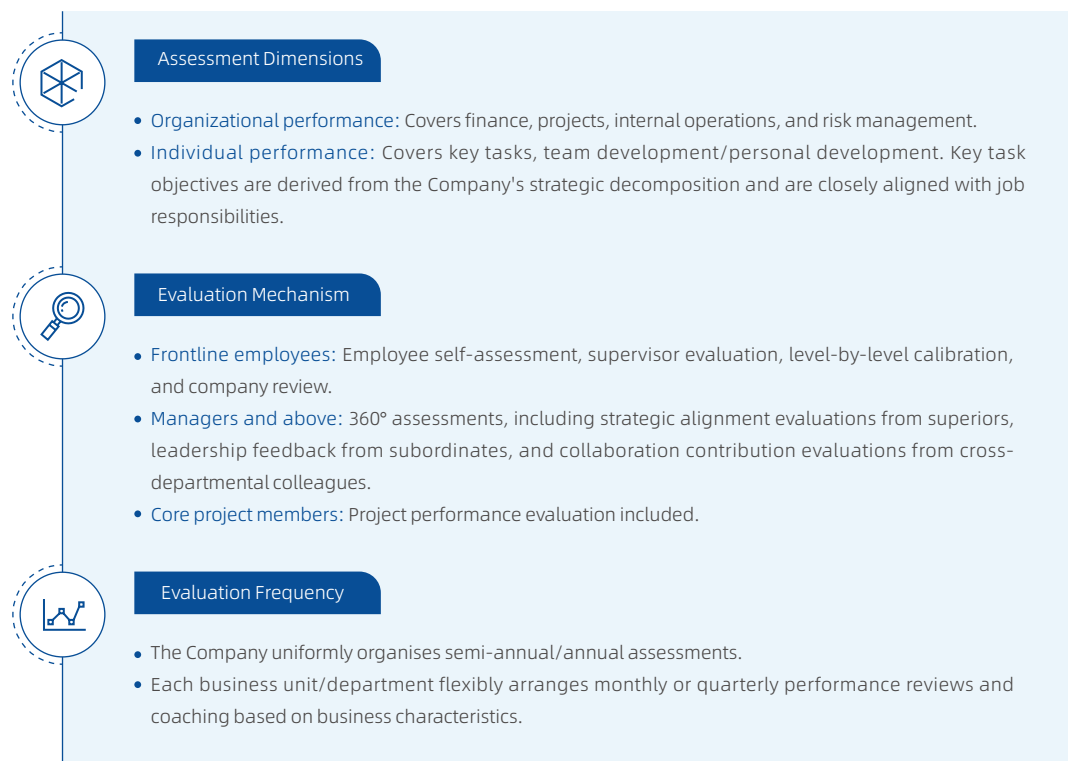 Assessment Dimensions
• Organizational performance: Covers finance, projects, internal operations, and risk management.
• Individual performance: Covers key tasks, team development/personal development. Key task
objectives are derived from the Company's strategic decomposition and are closely aligned with job
responsibilities.
Evaluation Mechanism
• Frontline employees: Employee self-assessment, supervisor evaluation, level-by-level calibration,
and company review.
• Managers and above: 360° assessments, including strategic alignment evaluations from superiors,
leadership feedback from subordinates, and collaboration contribution evaluations from cross-
departmental colleagues.
• Core project members: Project performance evaluation included.
Evaluation Frequency
• The Company uniformly organises semi-annual/annual assessments.
• Each business unit/department flexibly arranges monthly or quarterly performance reviews and
coaching based on business characteristics.